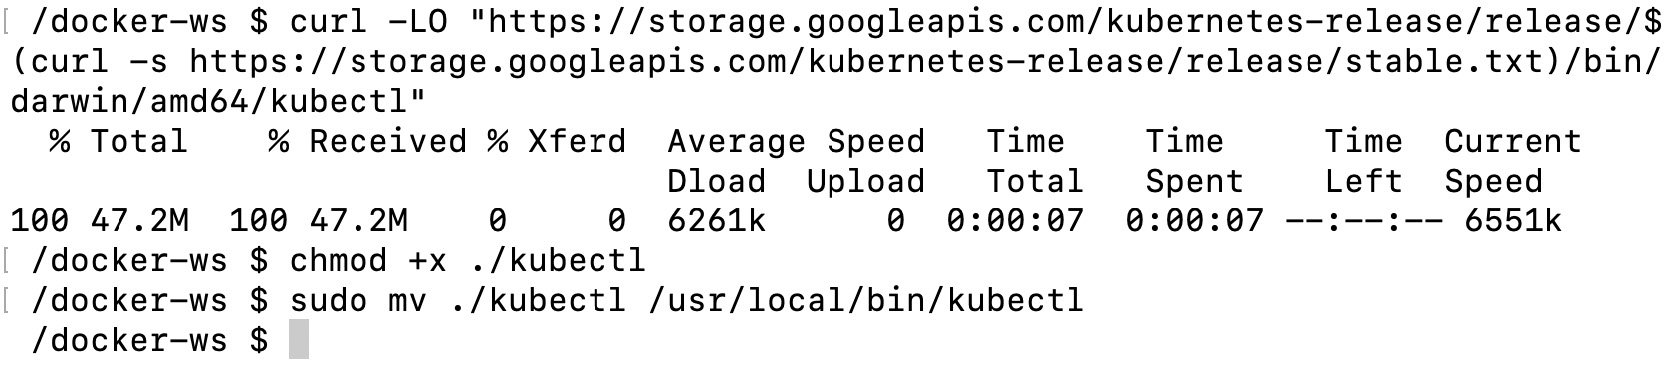 [ /docker-ws $ curl -LO "https://storage.googleapis.com/kubernetes-release/release/$
(curl -s https://storage.googleapis.com/kubernetes-release/release/stable.txt)/bin/
darwin/amd64/kubectl"
% Total % Received % Xferd Average Speed Time Time Time Current
Dload Upload Total Spent Left Speed
100 47.2M 100 47.2M 0 0 6261k 0 0:00:07 0:00:07 --:--:-- 6551k
[ /docker-ws $ chmod +x ./kubectl
[ /docker-ws $ sudo mv ./kubectl /usr/local/bin/kubectl
/docker-ws $